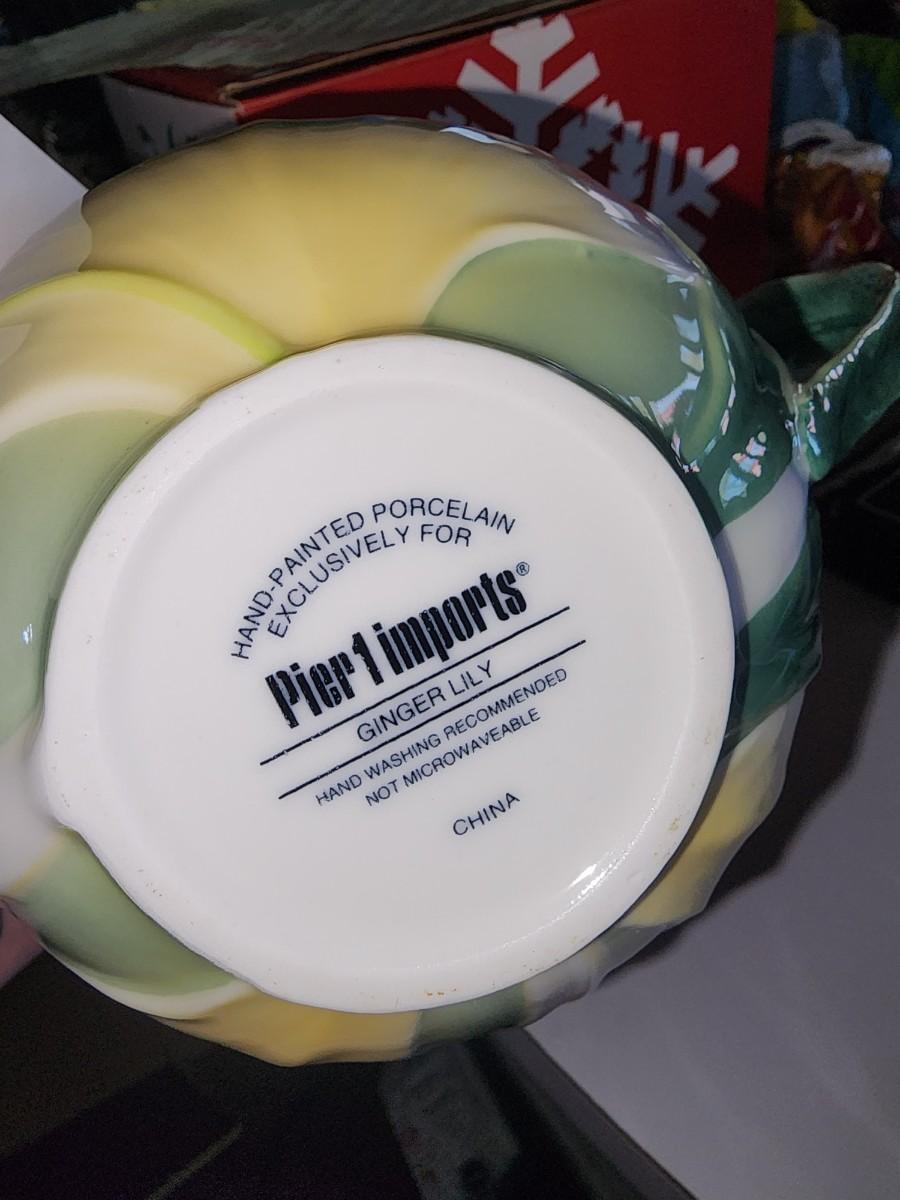 HAND-PAINTED PORCELAIN
EXCLUSIVELY FOR
Pier 1 imports®
GINGER LILY
HAND WASHING RECOMMENDED
NOT MICROWAVEABLE
CHINA